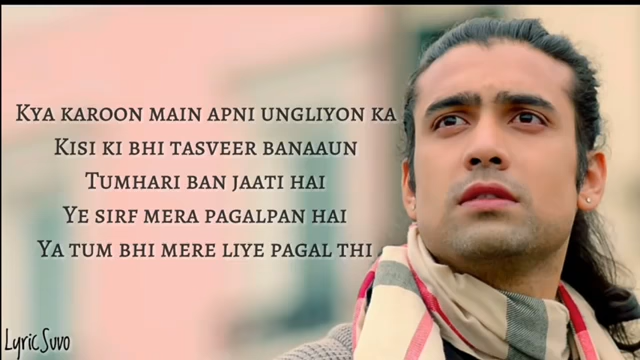 Kya karoon main apni ungliyon ka
Kisi ki bhi tasveer banaaun
Tumhari ban jaati hai
Ye sirf mera pagalpan hai
Ya tum bhi mere liye pagal thi
LyricSuvo